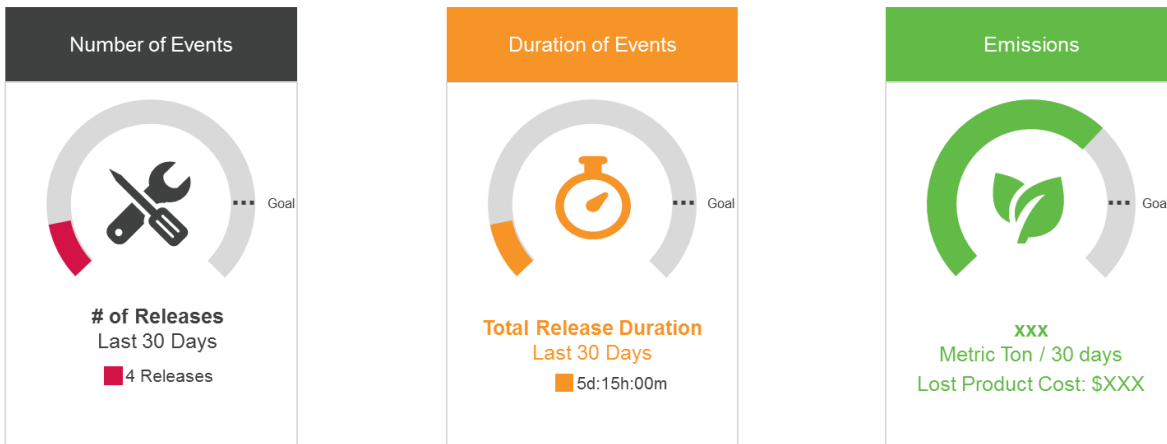 Number of Events
Goal
# of Releases
Last 30 Days
4 Releases
Duration of Events
Goal
Total Release Duration
Last 30 Days
5d:15h:00m
Emissions
Goa
xxx
Metric Ton / 30 days
Lost Product Cost: $XXX